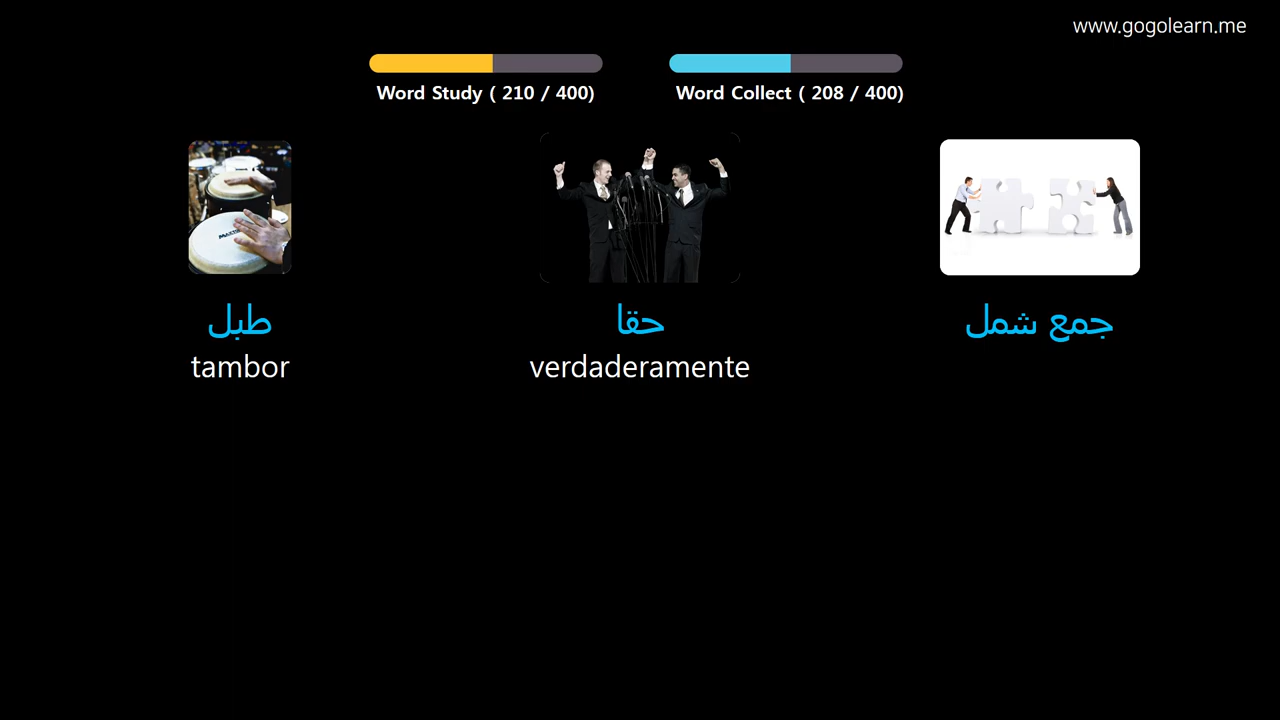 www.gogolearn.me
Word Study ( 210 / 400)
Word Collect ( 208 / 400)
طبل
tambor
حقا
verdaderamente
جمع شمل